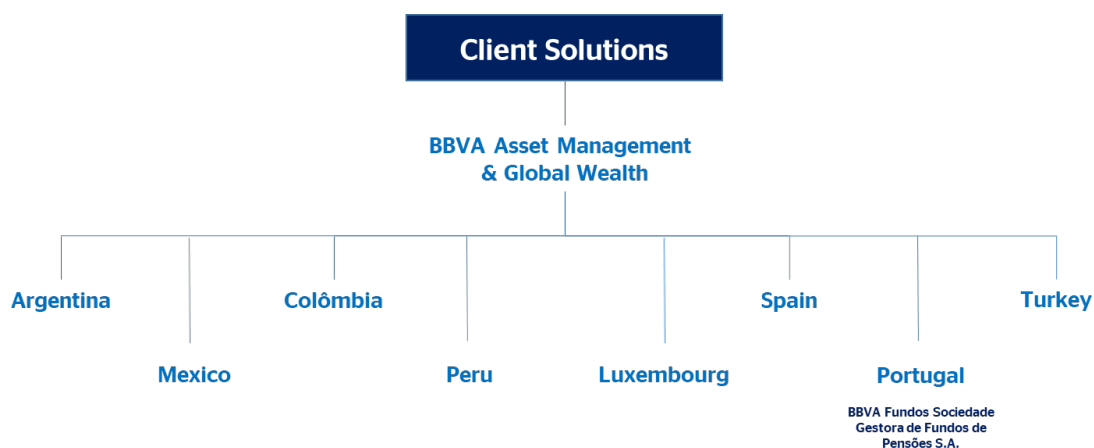 Client Solutions
BBVA Asset Management
& Global Wealth
Argentina
Colômbia
Spain
Turkey
Mexico
Peru
Luxembourg
Portugal
BBVA Fundos Sociedade
Gestora de Fundos de
Pensões S.A.